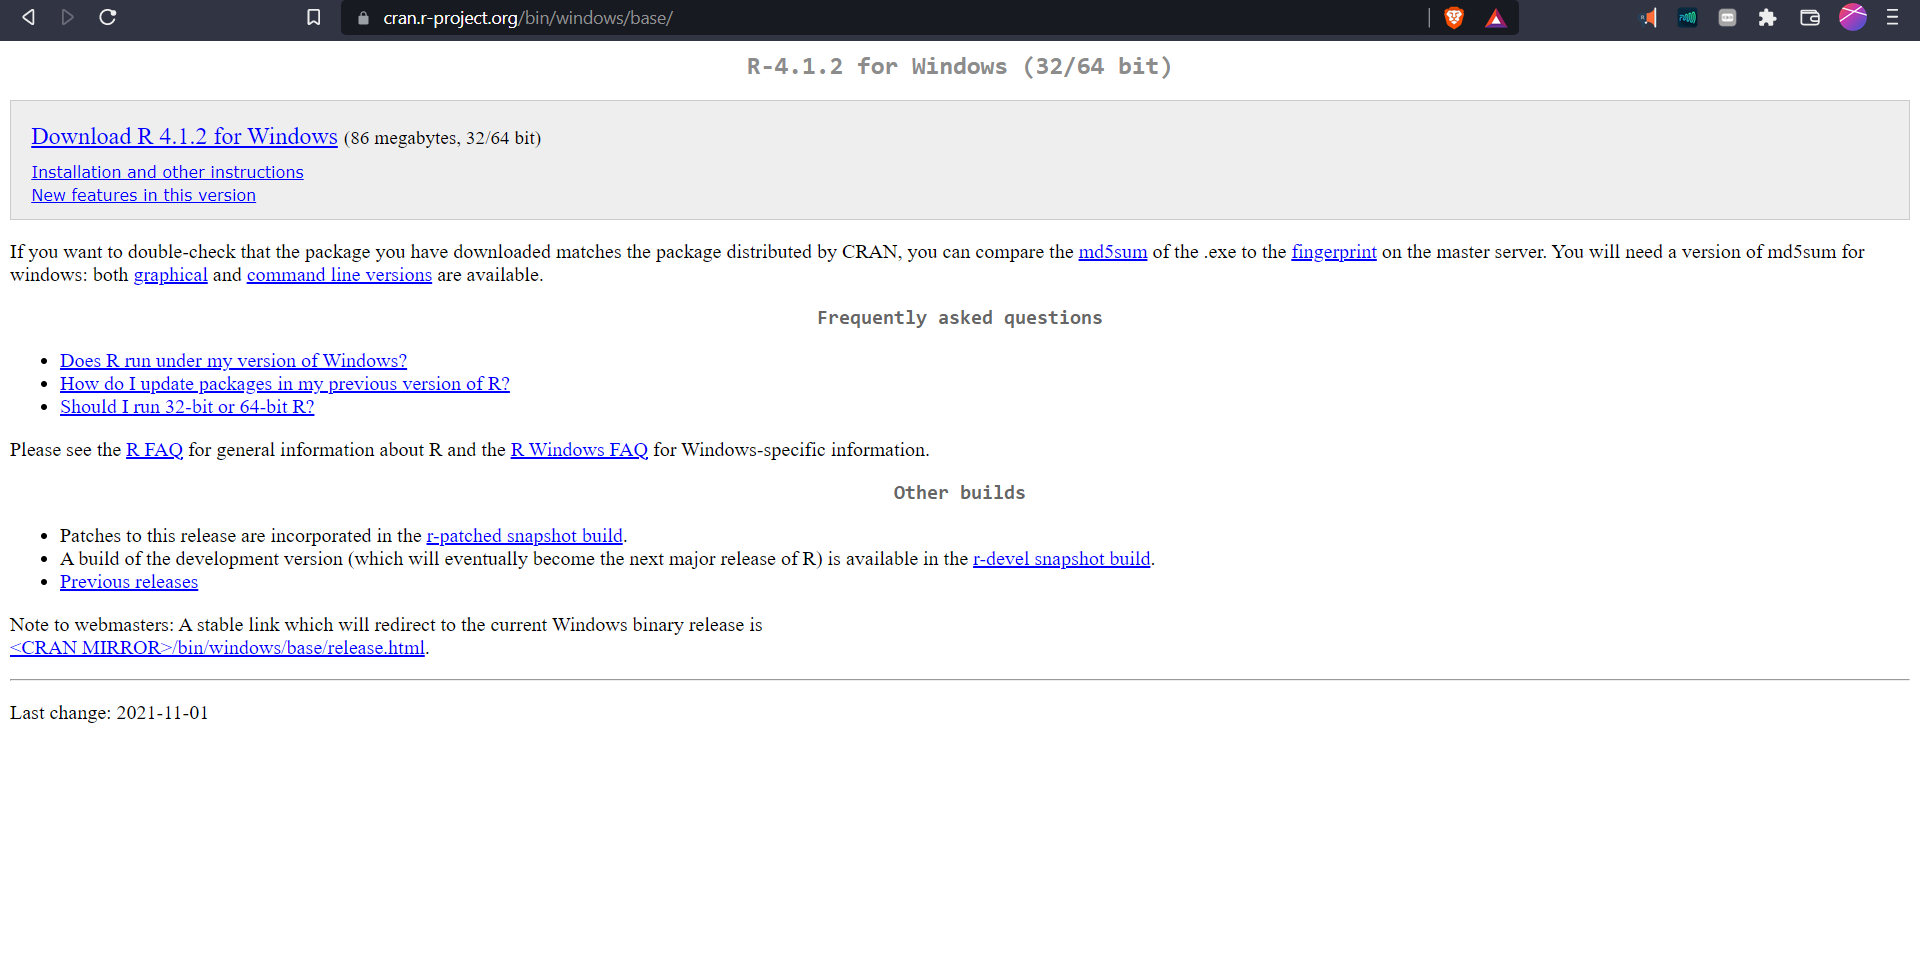 cran.r-project.org/bin/windows/base/
R-4.1.2 for Windows (32/64 bit)
Download R 4.1.2 for Windows (86 megabytes, 32/64 bit)
Installation and other instructions
New features in this version
If you want to double-check that the package you have downloaded matches the package distributed by CRAN, you can compare the md5sum of the .exe to the fingerprint on the master server. You will need a version of md5sum for
windows: both graphical and command line versions are available.
Frequently asked questions
• Does R run under my version of Windows?
• How do I update packages in my previous version of R?
• Should I run 32-bit or 64-bit R?
Please see the R FAQ for general information about R and the R Windows FAQ for Windows-specific information.
Other builds
• Patches to this release are incorporated in the r-patched snapshot build.
• A build of the development version (which will eventually become the next major release of R) is available in the r-devel snapshot build.
• Previous releases
Note to webmasters: A stable link which will redirect to the current Windows binary release is
<CRAN MIRROR>/bin/windows/base/release.html.
Last change: 2021-11-01